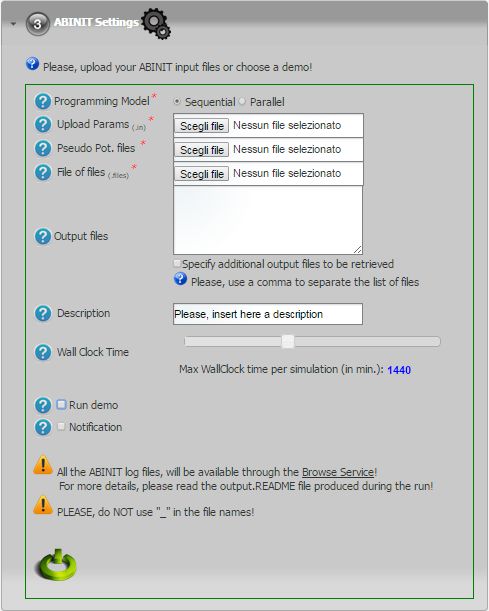 3 ABINIT Settings
Please, upload your ABINIT input files or choose a demo!
Programming Model * Sequential Parallel
Upload Params (.in) * Scegli file Nessun file selezionato
Pseudo Pot. files * Scegli file Nessun file selezionato
File of files (.files) * Scegli file Nessun file selezionato
Output files
Specify additional output files to be retrieved
Please, use a comma to separate the list of files
Description Please, insert here a description
Wall Clock Time
Max WallClock time per simulation (in min.): 1440
Run demo
Notification
All the ABINIT log files, will be available through the Browse Service!
For more details, please read the output.README file produced during the run!
PLEASE, do NOT use "_" in the file names!